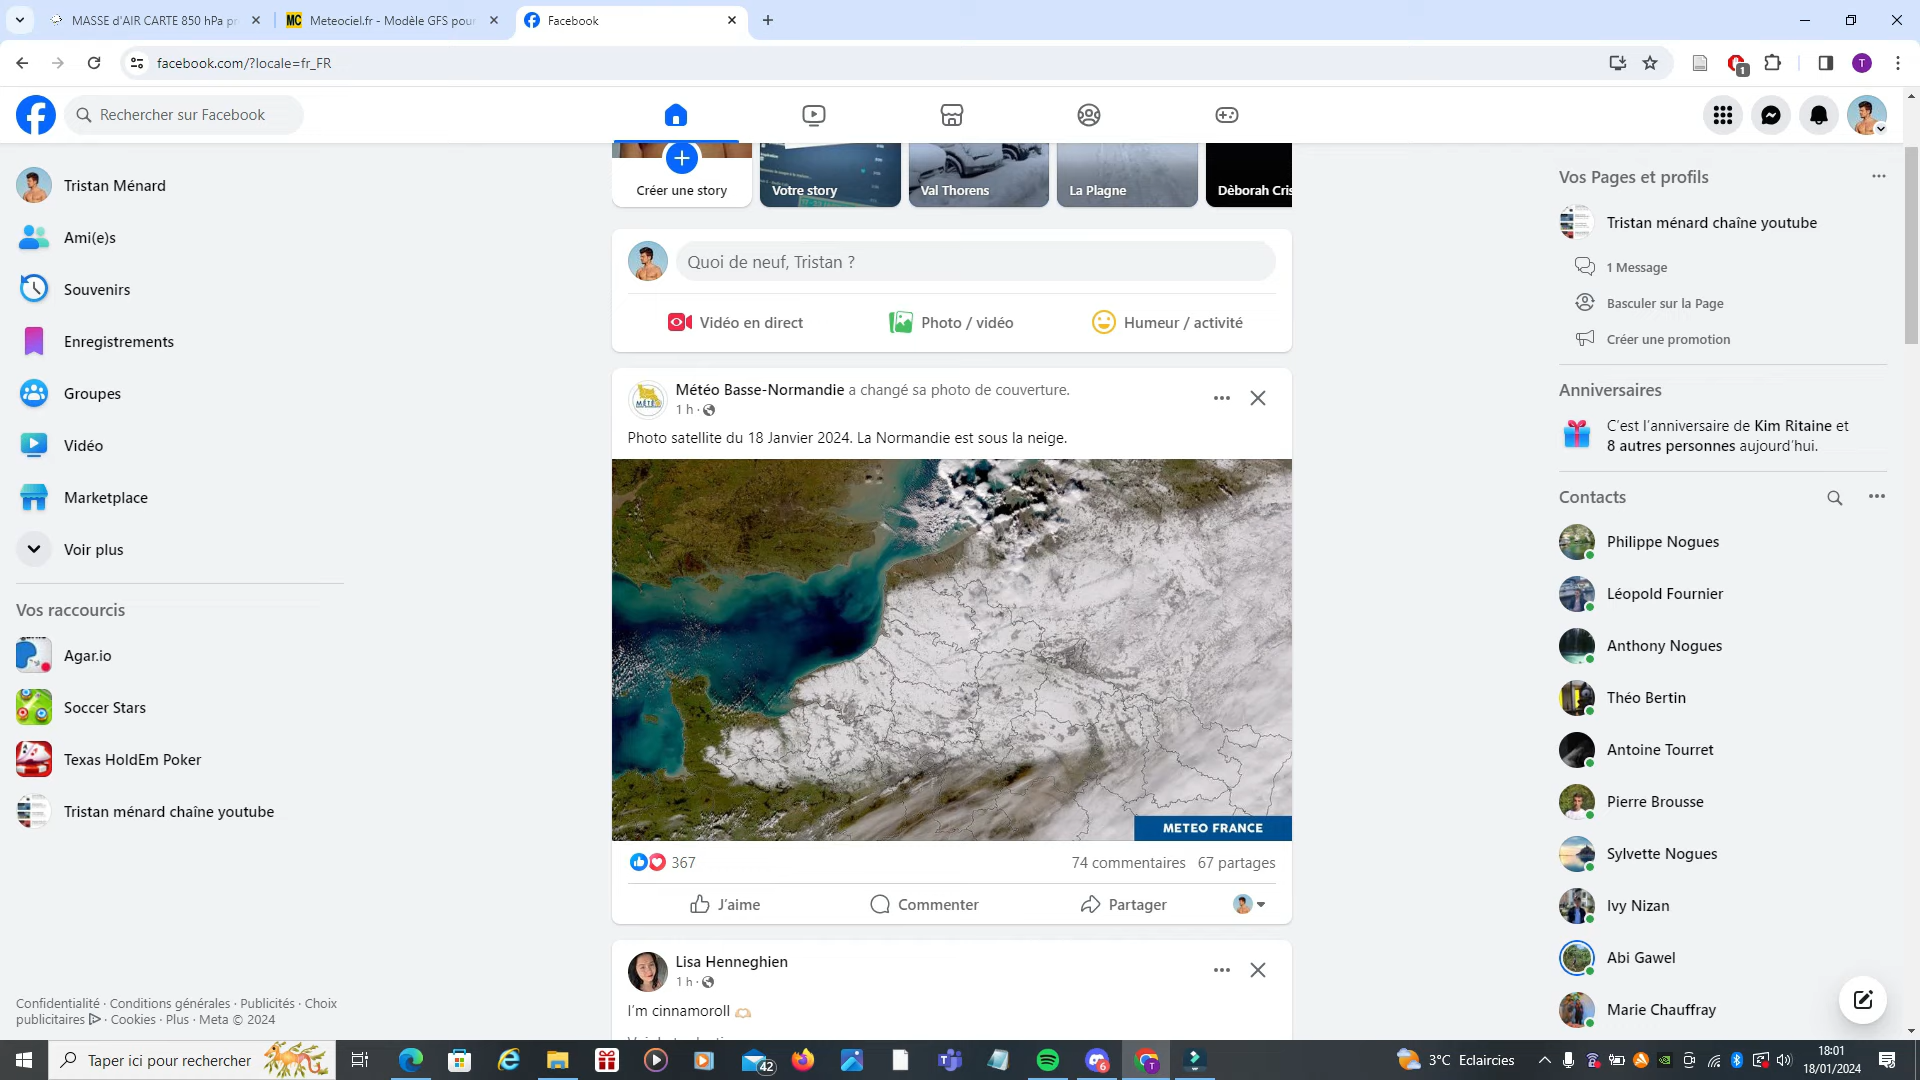 MASSE d'AIR CARTE 850 hPa pr
Meteociel.fr - Modèle GFS pour
Facebook
facebook.com/?locale=fr_FR
1
T
Rechercher sur Facebook
Créer une story
Votre story
Val Thorens
La Plagne
Dèborah Cris
Tristan Ménard
Ami(e)s
Souvenirs
Enregistrements
Groupes
Vidéo
Marketplace
Voir plus
Vos raccourcis
Agar.io
Soccer Stars
Texas HoldEm Poker
Tristan ménard chaîne youtube
Confidentialité · Conditions générales · Publicités · Choix
publicitaires · Cookies · Plus · Meta © 2024
Quoi de neuf, Tristan ?
Vidéo en direct
Photo / vidéo
Humeur / activité
Météo Basse-Normandie a changé sa photo de couverture.
1 h ·
Photo satellite du 18 Janvier 2024. La Normandie est sous la neige.
METEO FRANCE
367
74 commentaires 67 partages
J'aime
Commenter
Partager
Lisa Henneghien
1 h ·
I'm cinnamoroll 🫶🏻
Vos Pages et profils
Tristan ménard chaîne youtube
1 Message
Basculer sur la Page
Créer une promotion
Anniversaires
C'est l'anniversaire de Kim Ritaine et
8 autres personnes aujourd'hui.
Contacts
Philippe Nogues
Léopold Fournier
Anthony Nogues
Théo Bertin
Antoine Tourret
Pierre Brousse
Sylvette Nogues
Ivy Nizan
Abi Gawel
Marie Chauffray
Taper ici pour rechercher
42
6
3°C Eclaircies
18:01
18/01/2024